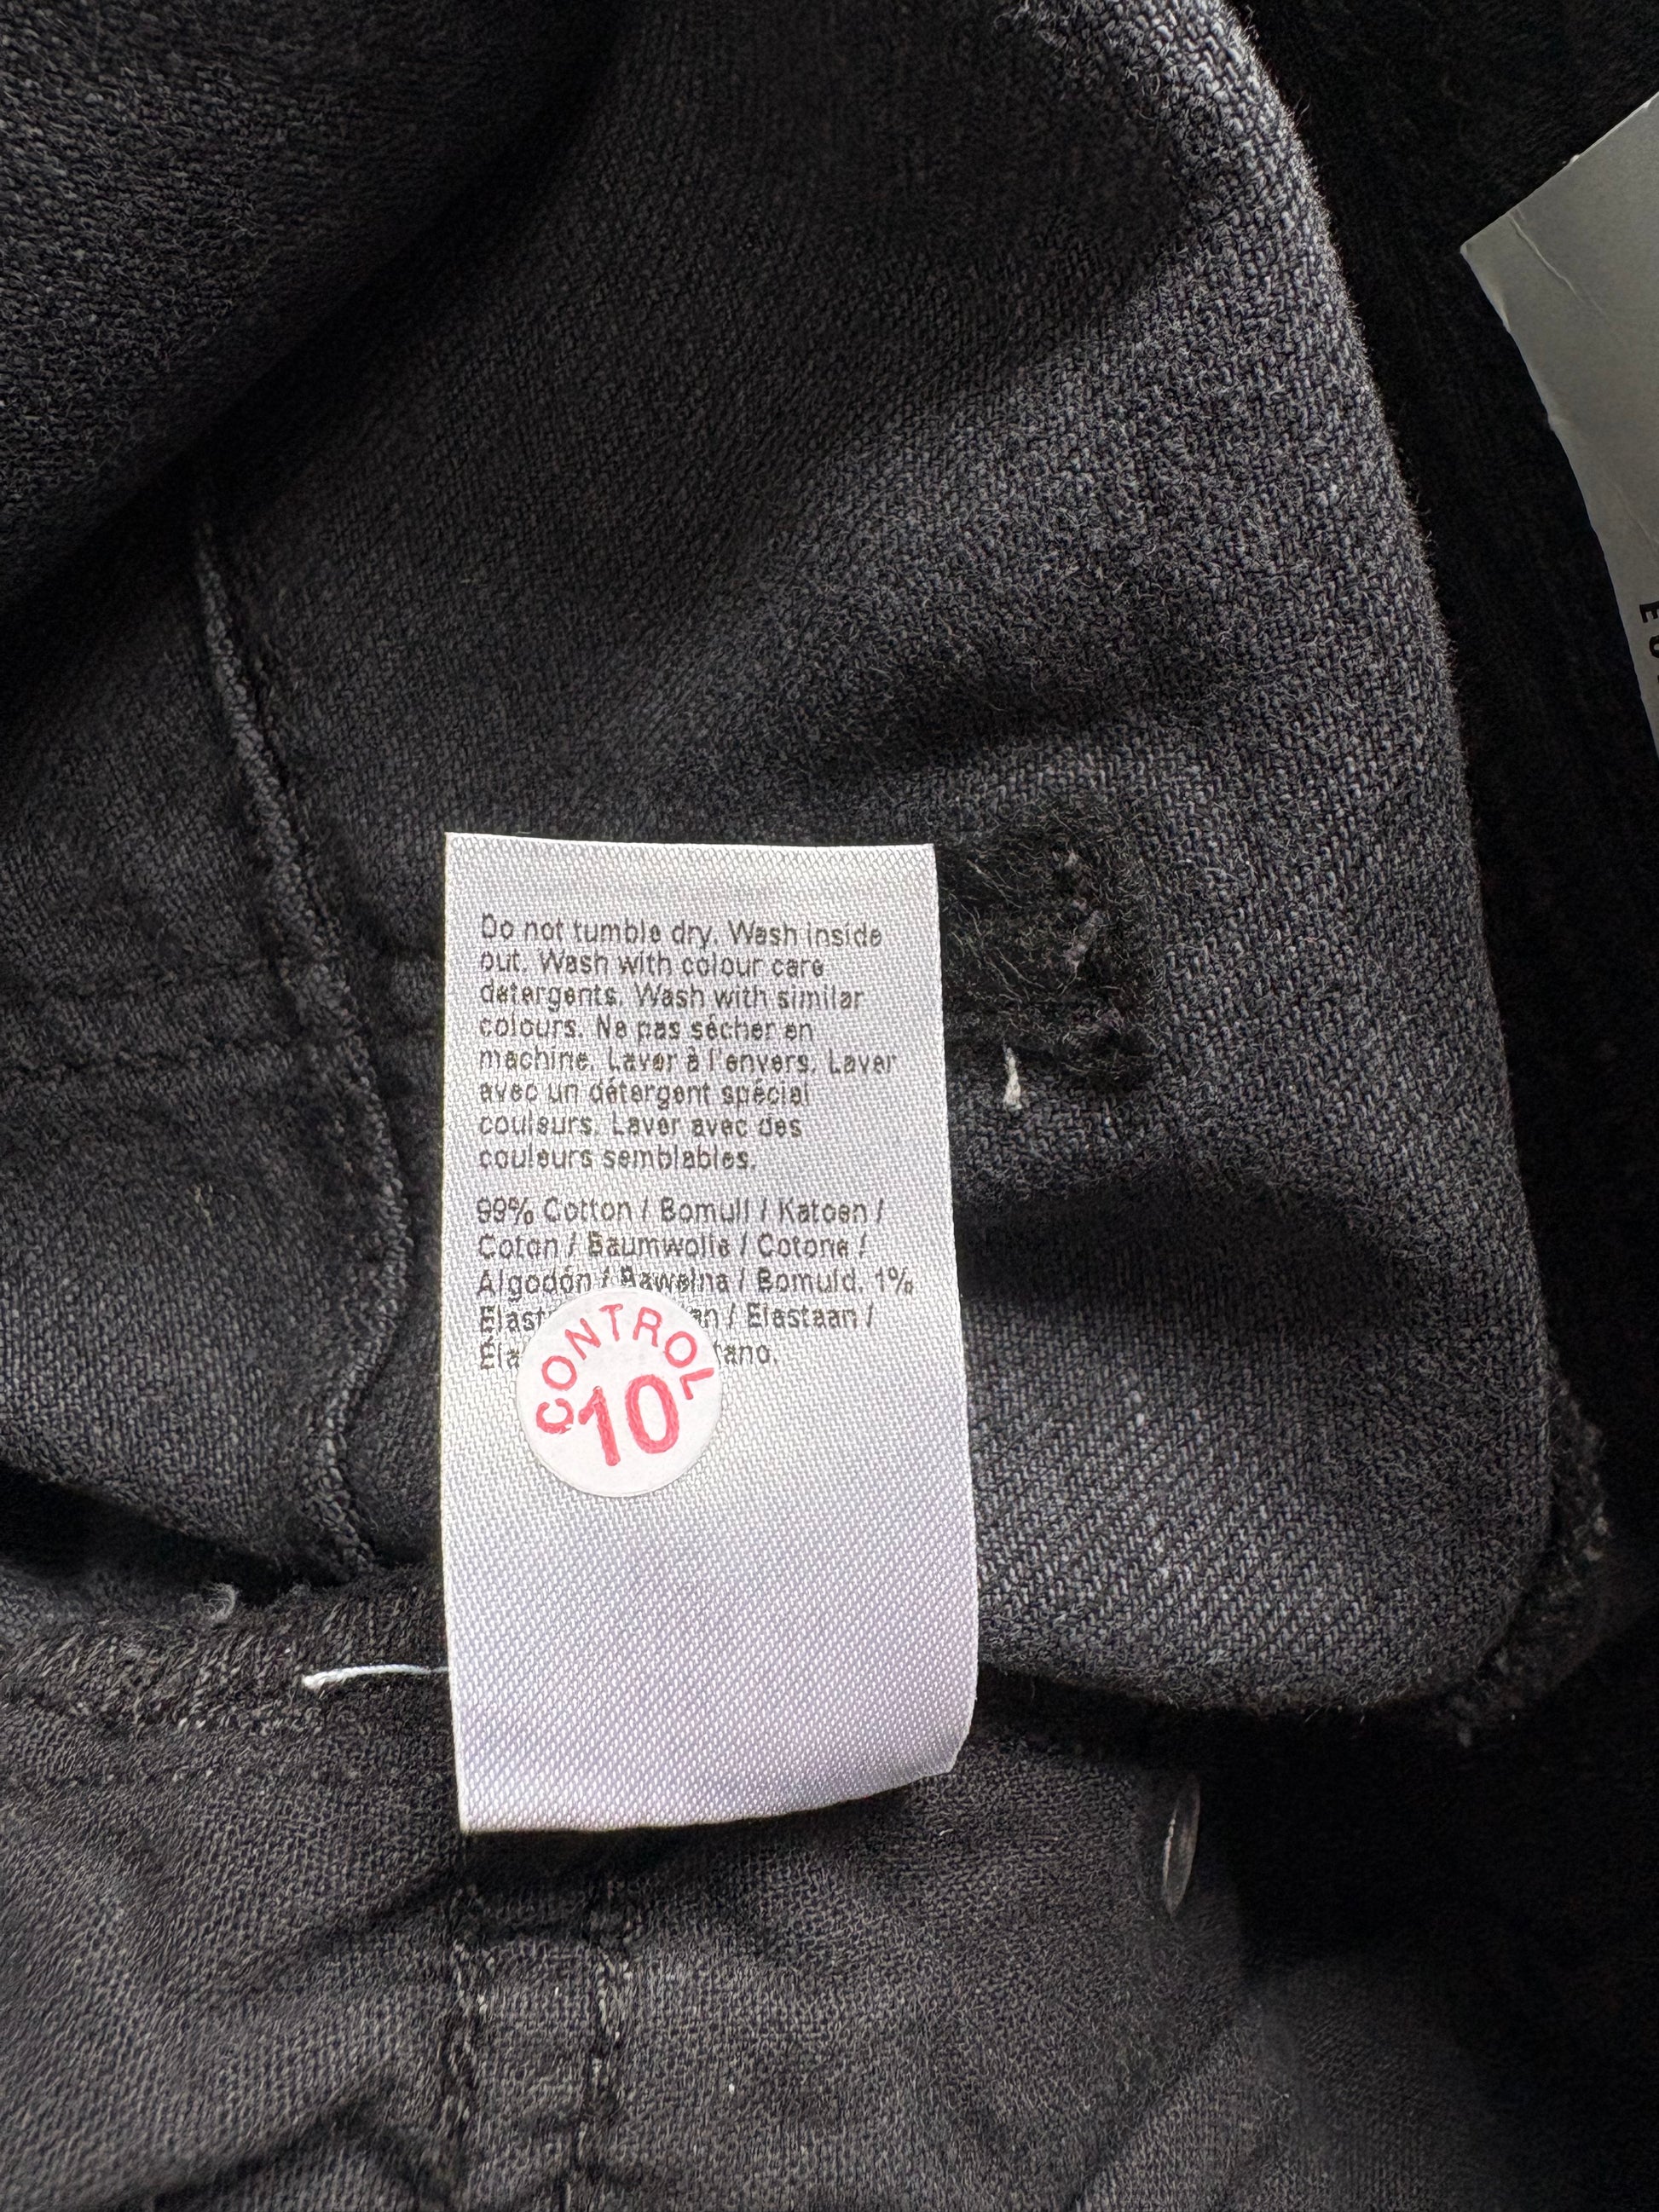 Do not tumble dry. Wash inside
out. Wash with colour care
detergents. Wash with similar
colours. Ne pas sécher en
machine. Laver à l'envers. Laver
avec un détergent spécial
couleurs. Laver avec des
couleurs semblables.
99% Cotton / Bomull / Katoen /
Coton / Baumwolle / Cotone /
Algodón / Bawełna / Bomuld. 1%
/ Elastaan /
CONTROL
10